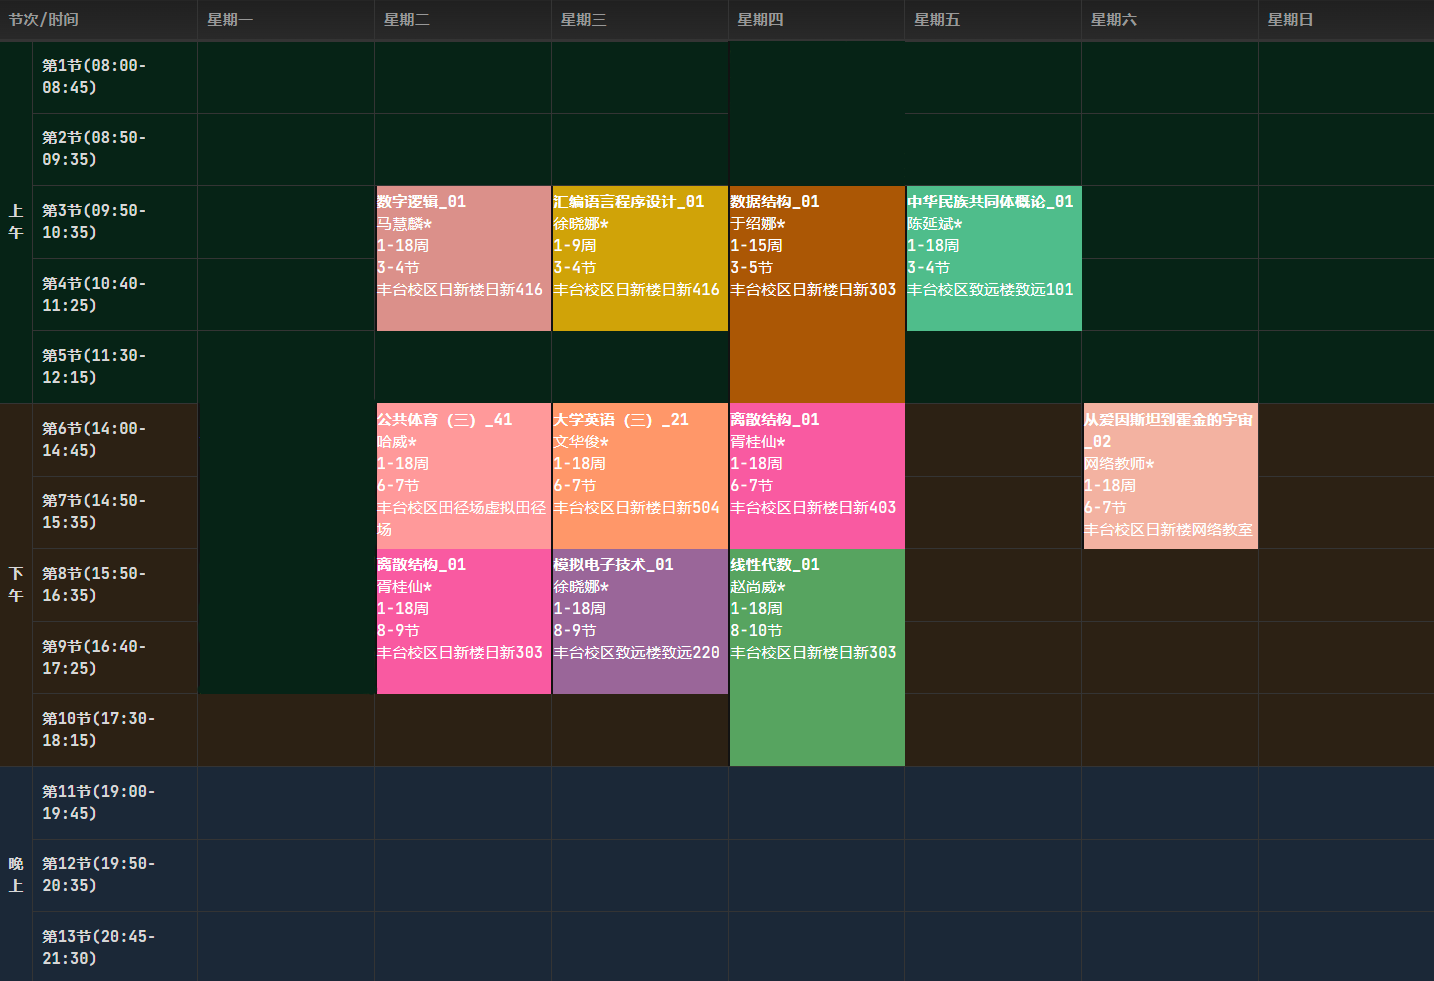 节次/时间
星期一
星期二
星期三
星期四
星期五
星期六
星期日
上
午
第1节(08:00-
08:45)
第2节(08:50-
09:35)
第3节(09:50-
10:35)
数字逻辑_01
马慧麟*
1-18周
3-4节
丰台校区日新楼日新416
汇编语言程序设计_01
徐晓娜*
1-9周
3-4节
丰台校区日新楼日新416
数据结构_01
于绍娜*
1-15周
3-5节
丰台校区日新楼日新303
中华民族共同体概论_01
陈延斌*
1-18周
3-4节
丰台校区致远楼致远101
第4节(10:40-
11:25)
第5节(11:30-
12:15)
下
午
第6节(14:00-
14:45)
公共体育（三）_41
哈威*
1-18周
6-7节
丰台校区田径场虚拟田径
场
大学英语（三）_21
文华俊*
1-18周
6-7节
丰台校区日新楼日新504
离散结构_01
胥桂仙*
1-18周
6-7节
丰台校区日新楼日新403
从爱因斯坦到霍金的宇宙
_02
网络教师*
1-18周
6-7节
丰台校区日新楼网络教室
第7节(14:50-
15:35)
第8节(15:50-
16:35)
离散结构_01
胥桂仙*
1-18周
8-9节
丰台校区日新楼日新303
模拟电子技术_01
徐晓娜*
1-18周
8-9节
丰台校区致远楼致远220
线性代数_01
赵尚威*
1-18周
8-10节
丰台校区日新楼日新303
第9节(16:40-
17:25)
第10节(17:30-
18:15)
晚
上
第11节(19:00-
19:45)
第12节(19:50-
20:35)
第13节(20:45-
21:30)